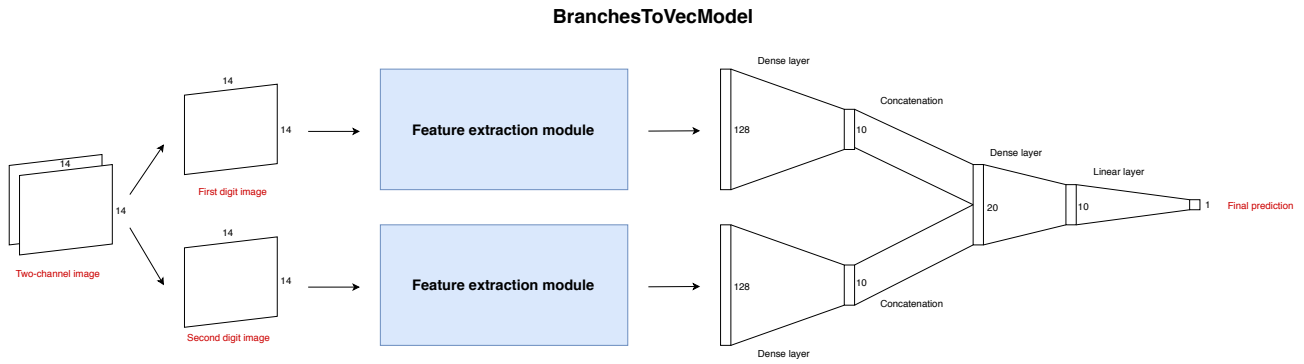 BranchesToVecModel
14
14
Two-channel image
14
14
First digit image
14
14
Second digit image
Feature extraction module
Feature extraction module
Dense layer
128
10
Concatenation
128
10
Dense layer
Concatenation
Dense layer
20
Linear layer
10
1
Final prediction